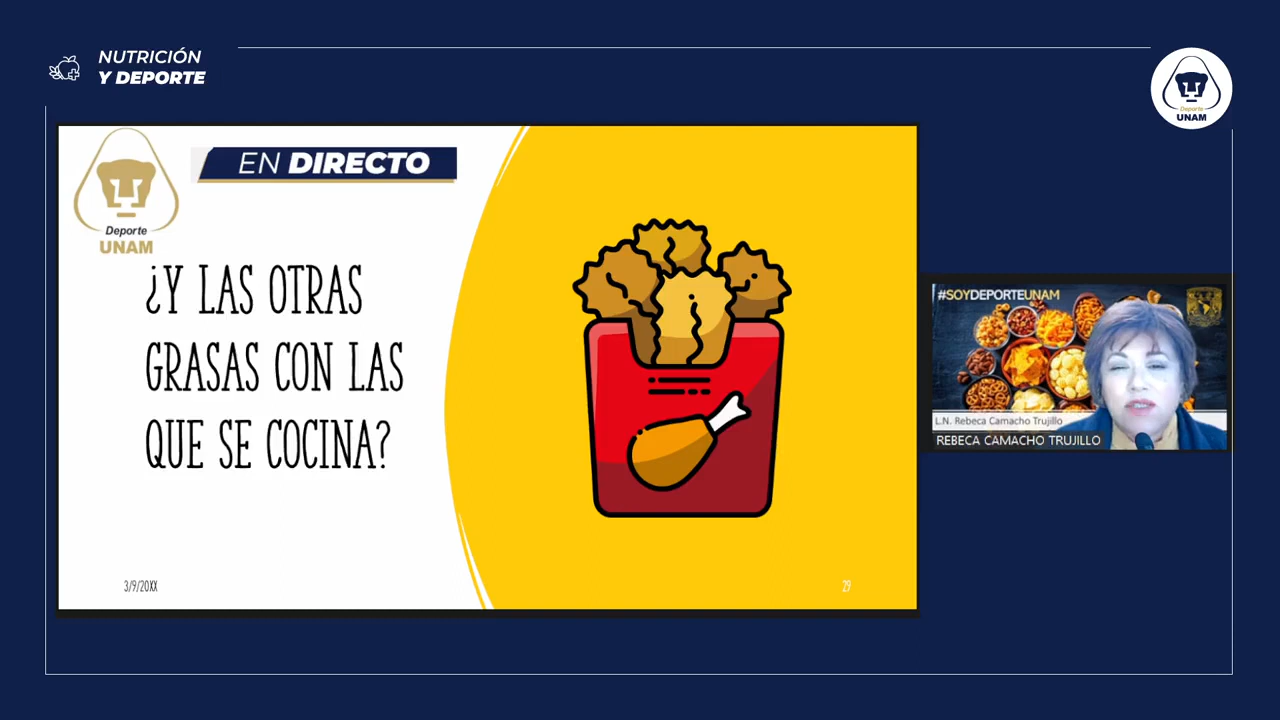 NUTRICIÓN
Y DEPORTE
Deporte
UNAM
EN DIRECTO
Deporte
UNAM
¿Y LAS OTRAS
GRASAS CON LAS
QUE SE COCINA?
3/9/20XX
29
#SOYDEPORTEUNAM
L.N. Rebeca Camacho Trujillo
REBECA CAMACHO TRUJILLO